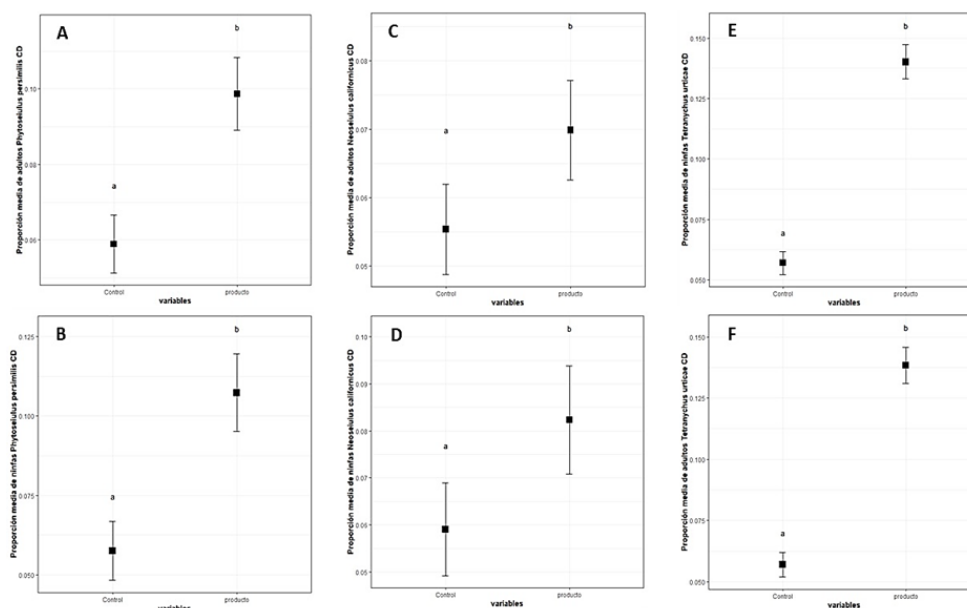 A
Proporción media de adultos Phytoseiulus persimilis CD
0.10
0.08
0.06
a
b
Control
producto
variables
B
Proporción media de ninfas Phytoseiulus persimilis CD
0.125
0.100
0.075
0.050
a
b
Control
producto
variables
C
Proporción media de adultos Neoseiulus californicus CD
0.08
0.07
0.06
0.05
a
b
Control
producto
variables
D
Proporción media de ninfas Neoseiulus californicus CD
0.10
0.09
0.08
0.07
0.06
0.05
a
b
Control
producto
variables
E
Proporción media de ninfas Tetranychus urticae CD
0.150
0.125
0.100
0.075
0.050
a
b
Control
producto
variables
F
Proporción media de adultos Tetranychus urticae CD
0.150
0.125
0.100
0.075
0.050
a
b
Control
producto
variables